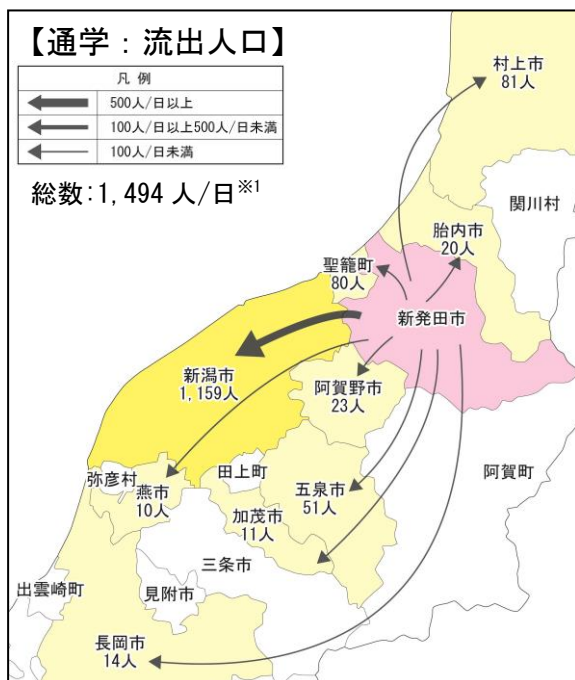 【通学：流出人口】
凡 例
500人/日以上
100人/日以上500人/日未満
100人/日未満
総数:1,494 人/日※1
村上市
81人
関川村
胎内市
20人
聖籠町
80人
新発田市
新潟市
1,159人
阿賀野市
23人
阿賀町
弥彦村
燕市
10人
田上町
加茂市
11人
五泉市
51人
三条市
出雲崎町
見附市
長岡市
14人